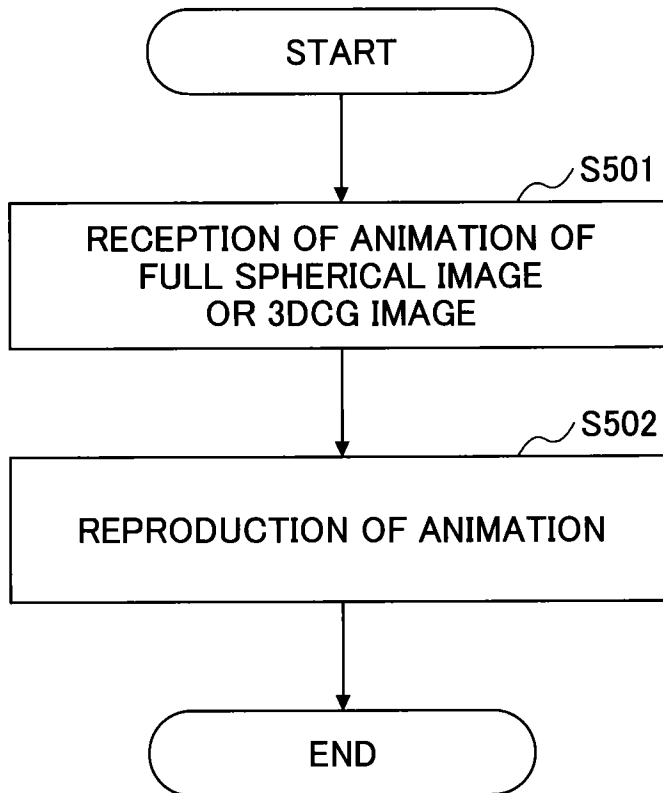 START
S501
RECEPTION OF ANIMATION OF
FULL SPHERICAL IMAGE
OR 3DCG IMAGE
S502
REPRODUCTION OF ANIMATION
END